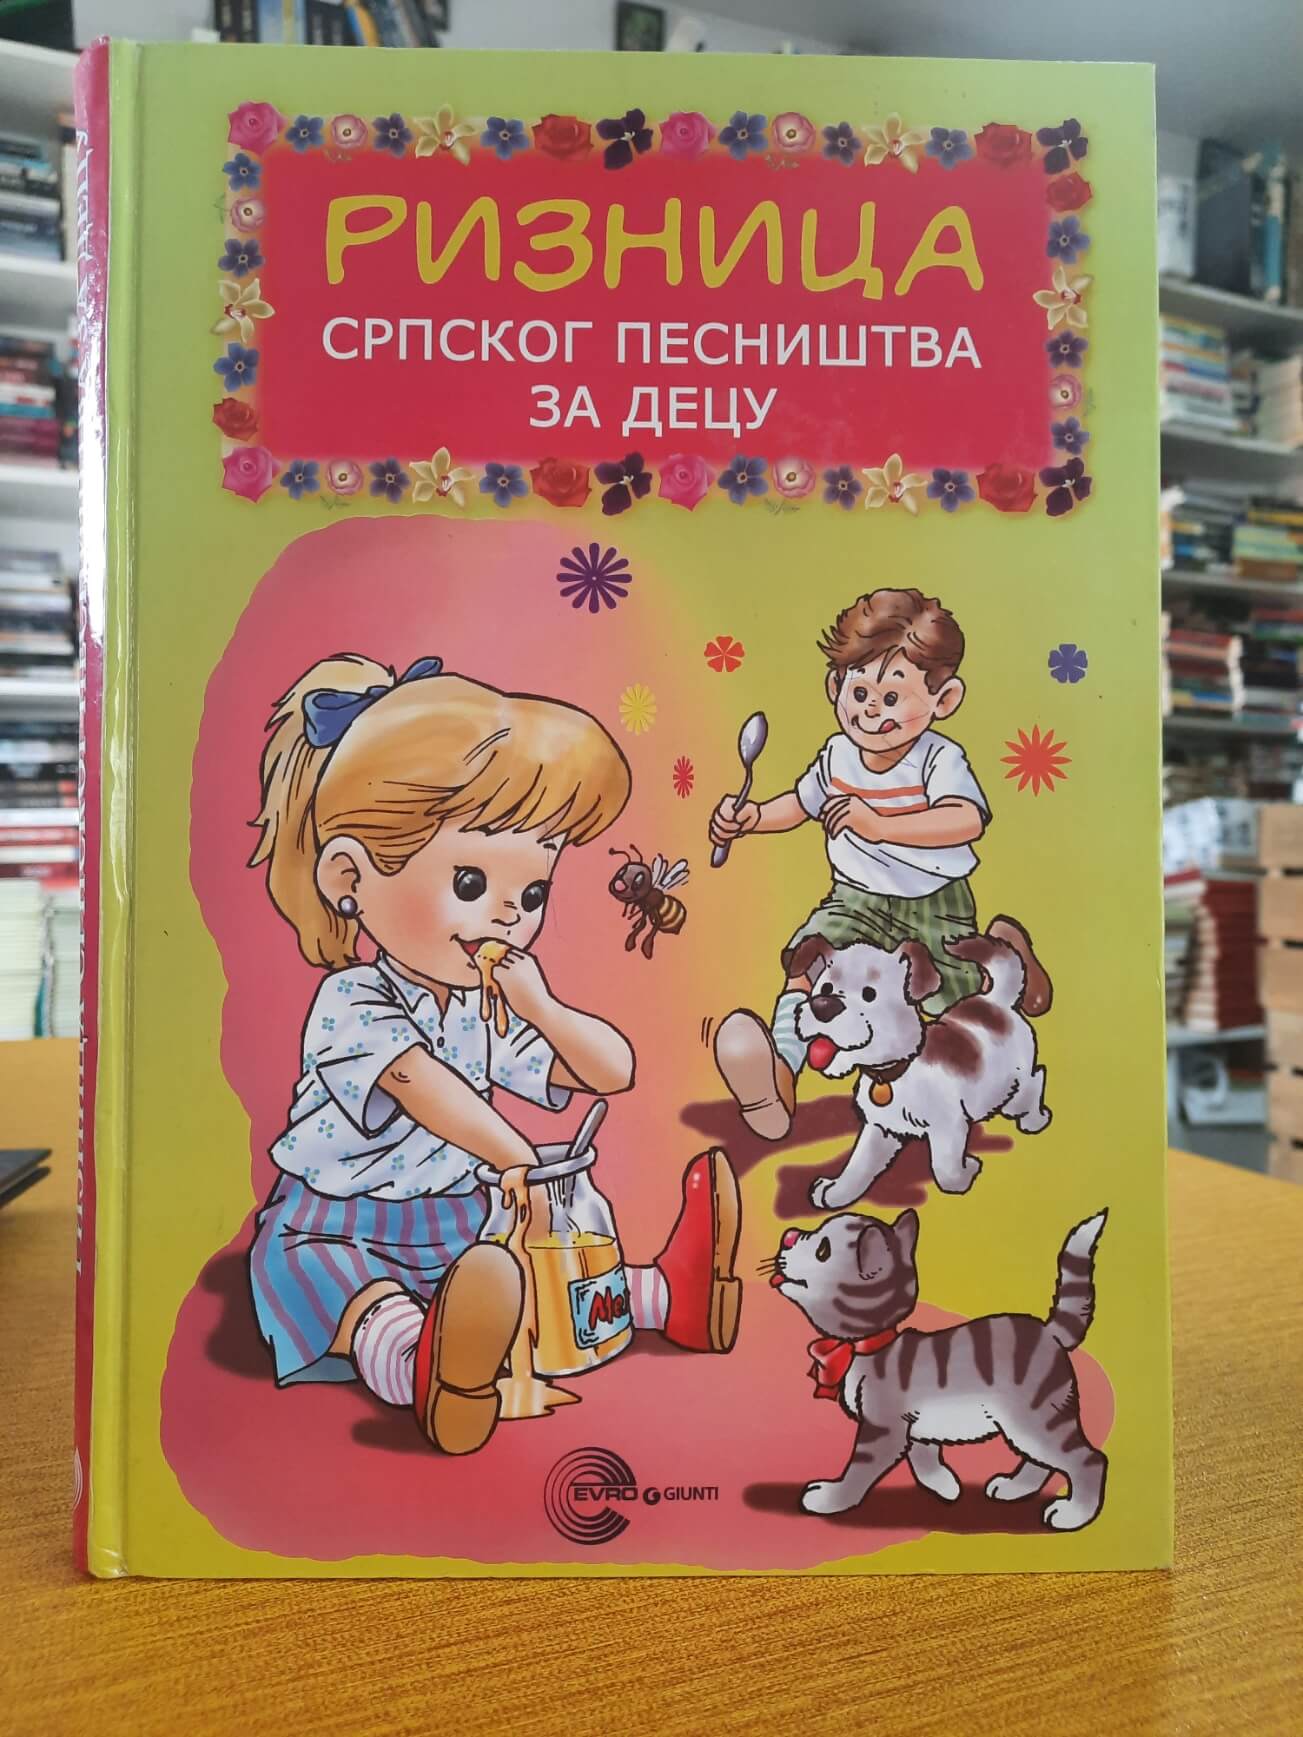 РИЗНИЦА
СРПСКОГ ПЕСНИШТВА
ЗА ДЕЦУ
EVRO GIUNTI